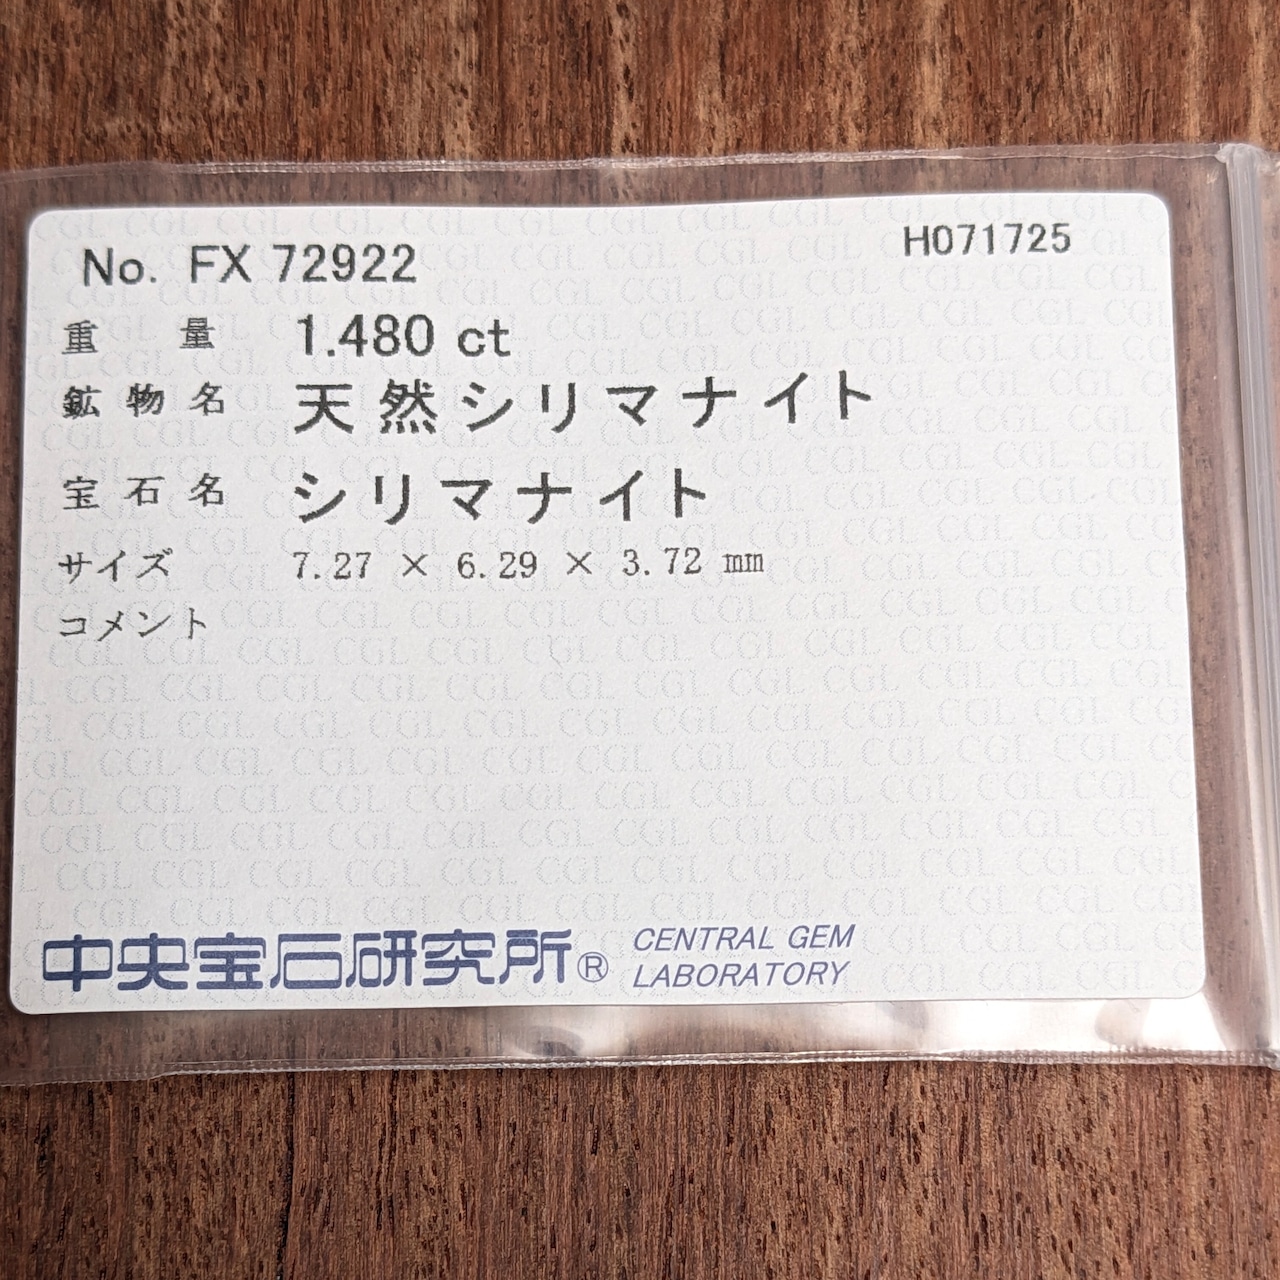 No. FX 72922
H071725
重量 1.480 ct
鉱物名 天然シリマナイト
宝石名 シリマナイト
サイズ 7.27 × 6.29 × 3.72 ㎜
コメント
中央宝石研究所® CENTRAL GEM
LABORATORY